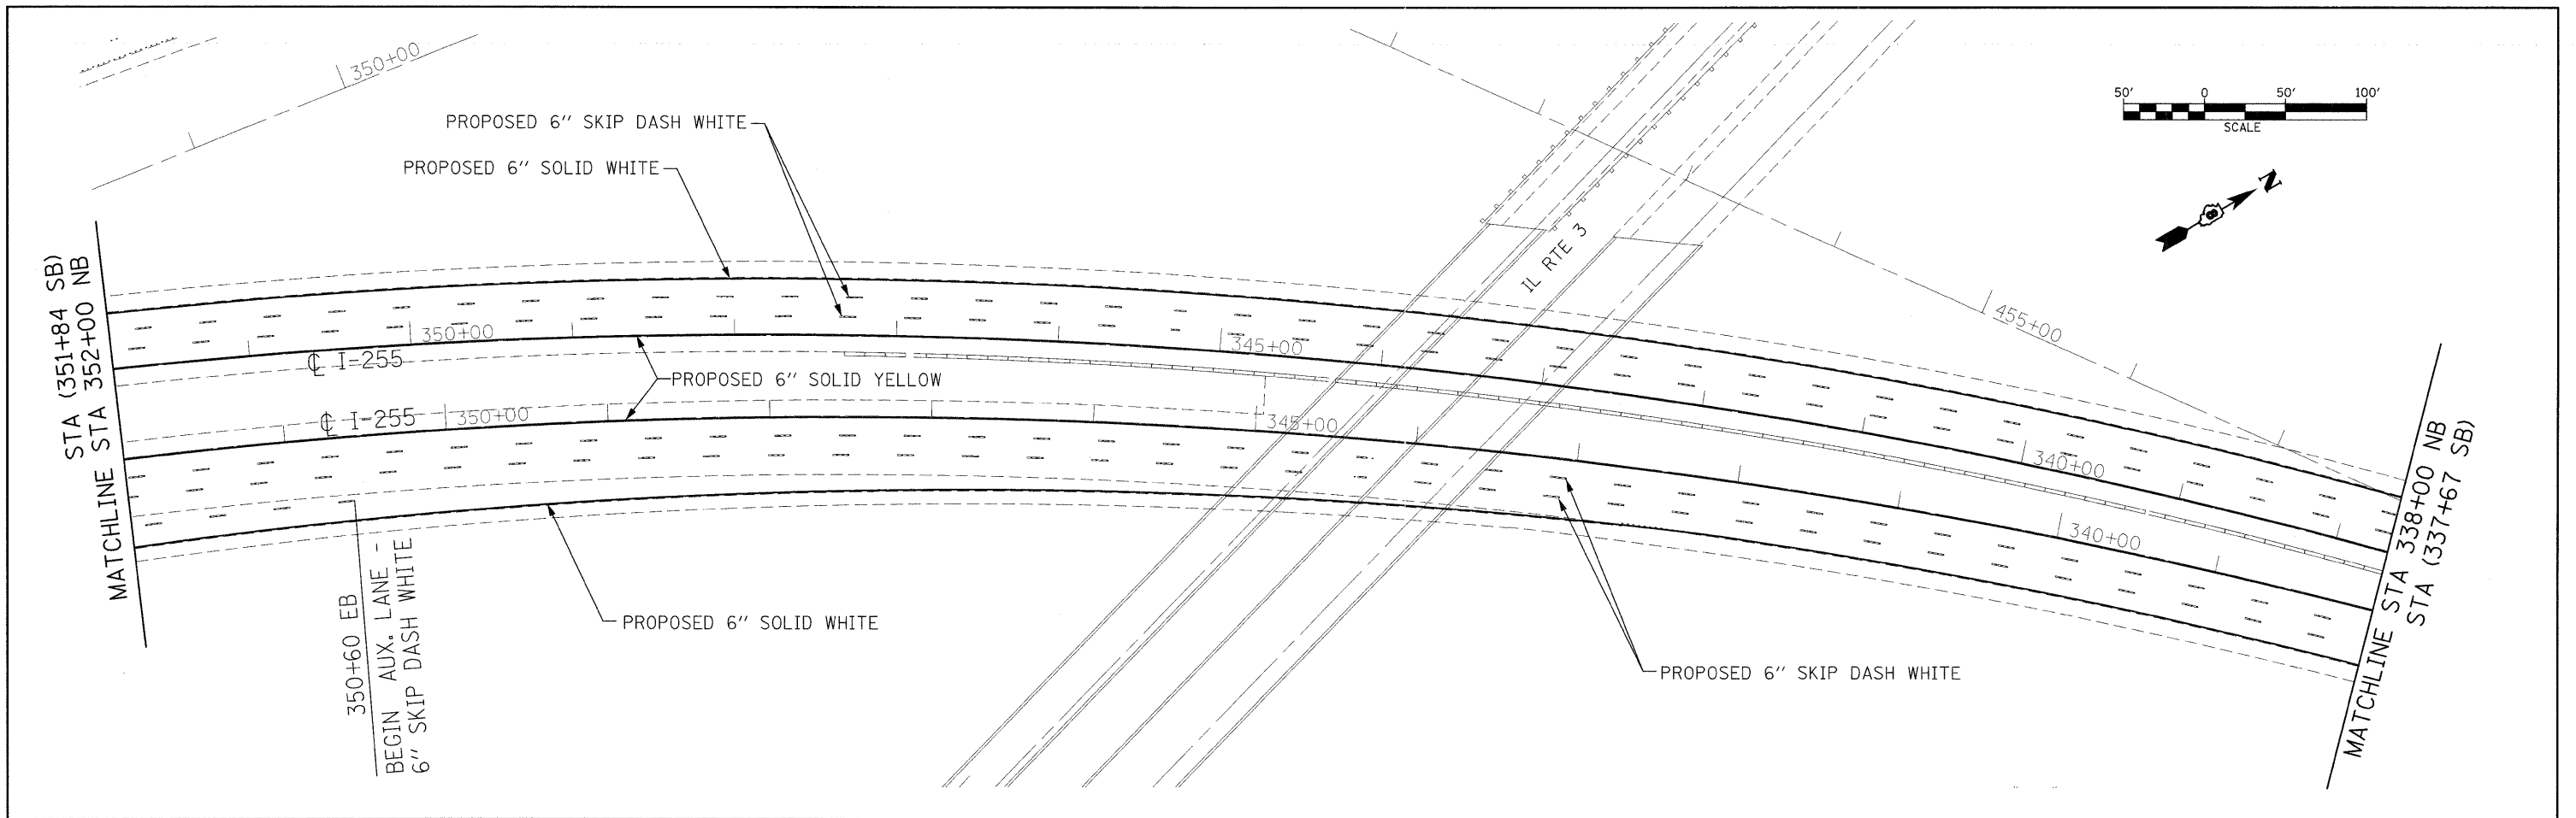 350+00
50' 0 50' 100'
SCALE
N
PROPOSED 6" SKIP DASH WHITE
PROPOSED 6" SOLID WHITE
IL RTE 3
455+00
STA (351+84 SB)
MATCHLINE STA 352+00 NB
350+00
℄ I-255
345+00
PROPOSED 6" SOLID YELLOW
℄ I-255
350+00
345+00
340+00
340+00
MATCHLINE STA 338+00 NB
STA (337+67 SB)
350+60 EB
BEGIN AUX. LANE -
6" SKIP DASH WHITE
PROPOSED 6" SOLID WHITE
PROPOSED 6" SKIP DASH WHITE